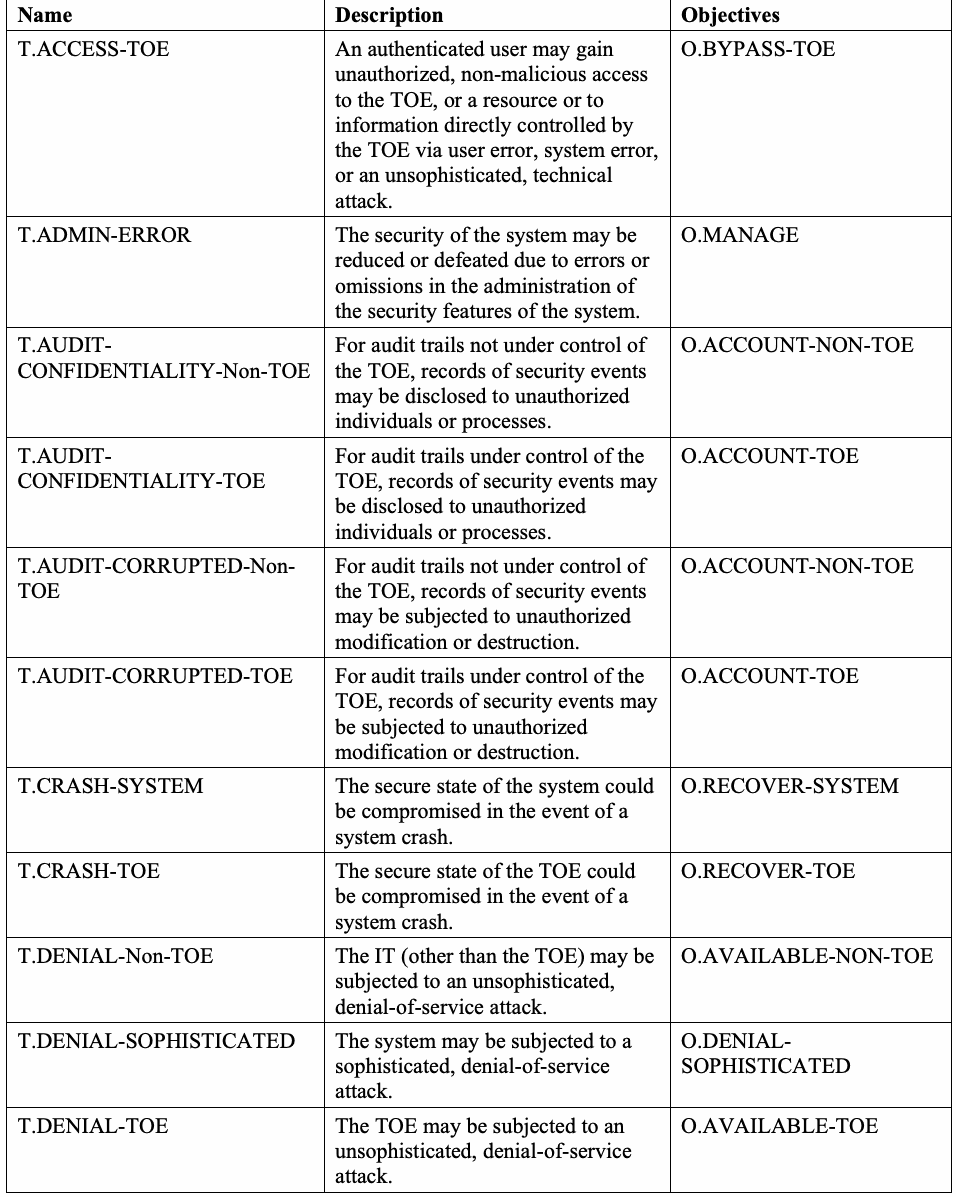 Name
Description
Objectives
T.ACCESS-TOE
An authenticated user may gain
unauthorized, non-malicious access
to the TOE, or a resource or to
information directly controlled by
the TOE via user error, system error,
or an unsophisticated, technical
attack.
O.BYPASS-TOE
T.ADMIN-ERROR
The security of the system may be
reduced or defeated due to errors or
omissions in the administration of
the security features of the system.
O.MANAGE
T.AUDIT-
CONFIDENTIALITY-Non-TOE
For audit trails not under control of
the TOE, records of security events
may be disclosed to unauthorized
individuals or processes.
O.ACCOUNT-NON-TOE
T.AUDIT-
CONFIDENTIALITY-TOE
For audit trails under control of the
TOE, records of security events may
be disclosed to unauthorized
individuals or processes.
O.ACCOUNT-TOE
T.AUDIT-CORRUPTED-Non-
TOE
For audit trails not under control of
the TOE, records of security events
may be subjected to unauthorized
modification or destruction.
O.ACCOUNT-NON-TOE
T.AUDIT-CORRUPTED-TOE
For audit trails under control of the
TOE, records of security events may
be subjected to unauthorized
modification or destruction.
O.ACCOUNT-TOE
T.CRASH-SYSTEM
The secure state of the system could
be compromised in the event of a
system crash.
O.RECOVER-SYSTEM
T.CRASH-TOE
The secure state of the TOE could
be compromised in the event of a
system crash.
O.RECOVER-TOE
T.DENIAL-Non-TOE
The IT (other than the TOE) may be
subjected to an unsophisticated,
denial-of-service attack.
O.AVAILABLE-NON-TOE
T.DENIAL-SOPHISTICATED
The system may be subjected to a
sophisticated, denial-of-service
attack.
O.DENIAL-
SOPHISTICATED
T.DENIAL-TOE
The TOE may be subjected to an
unsophisticated, denial-of-service
attack.
O.AVAILABLE-TOE